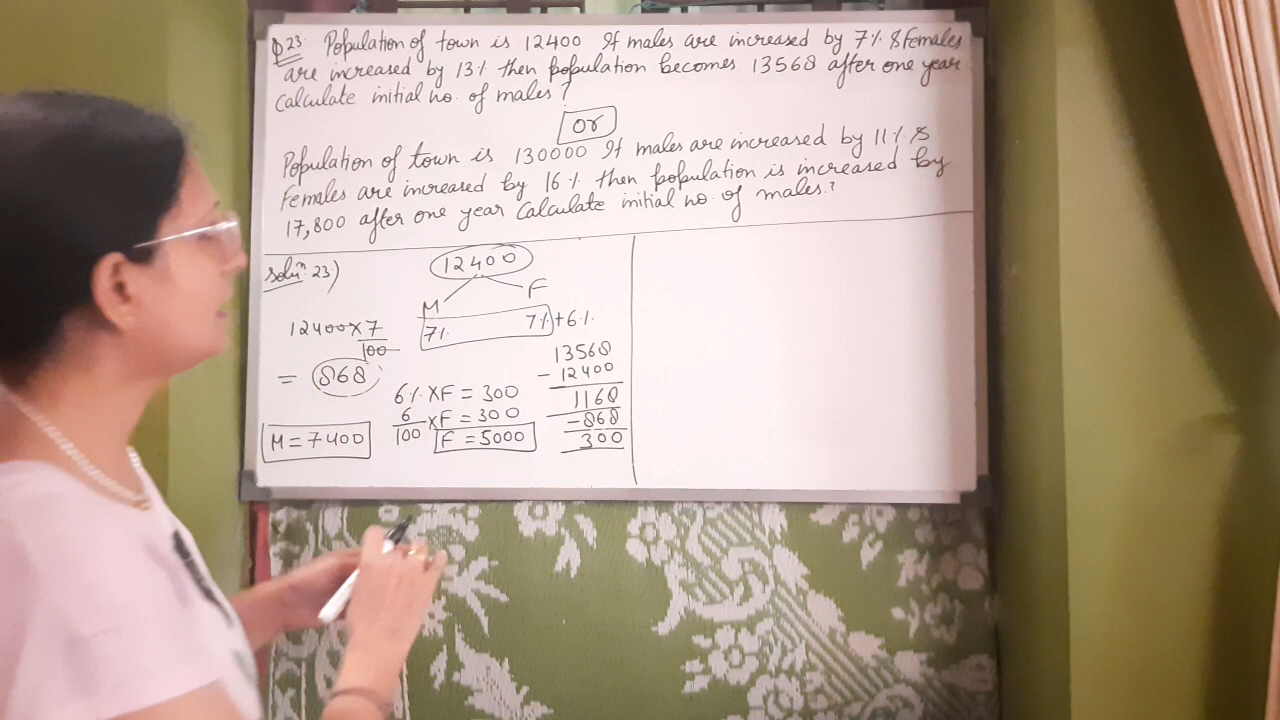 Q23. Population of town is 12400 If males are increased by 7% & females
are increased by 13% then population becomes 13568 after one year
Calculate initial no. of males?
Or
Population of town is 130000 If males are increased by 11% &
Females are increased by 16% then population is increased by
17,800 after one year Calculate initial no. of males?
Soluⁿ 23)
12400
M F
7% 7%+6%
12400×7
100
= 868
13568
- 12400
1168
-868
300
6% ×F = 300
6/100 ×F = 300
F = 5000
M = 7400